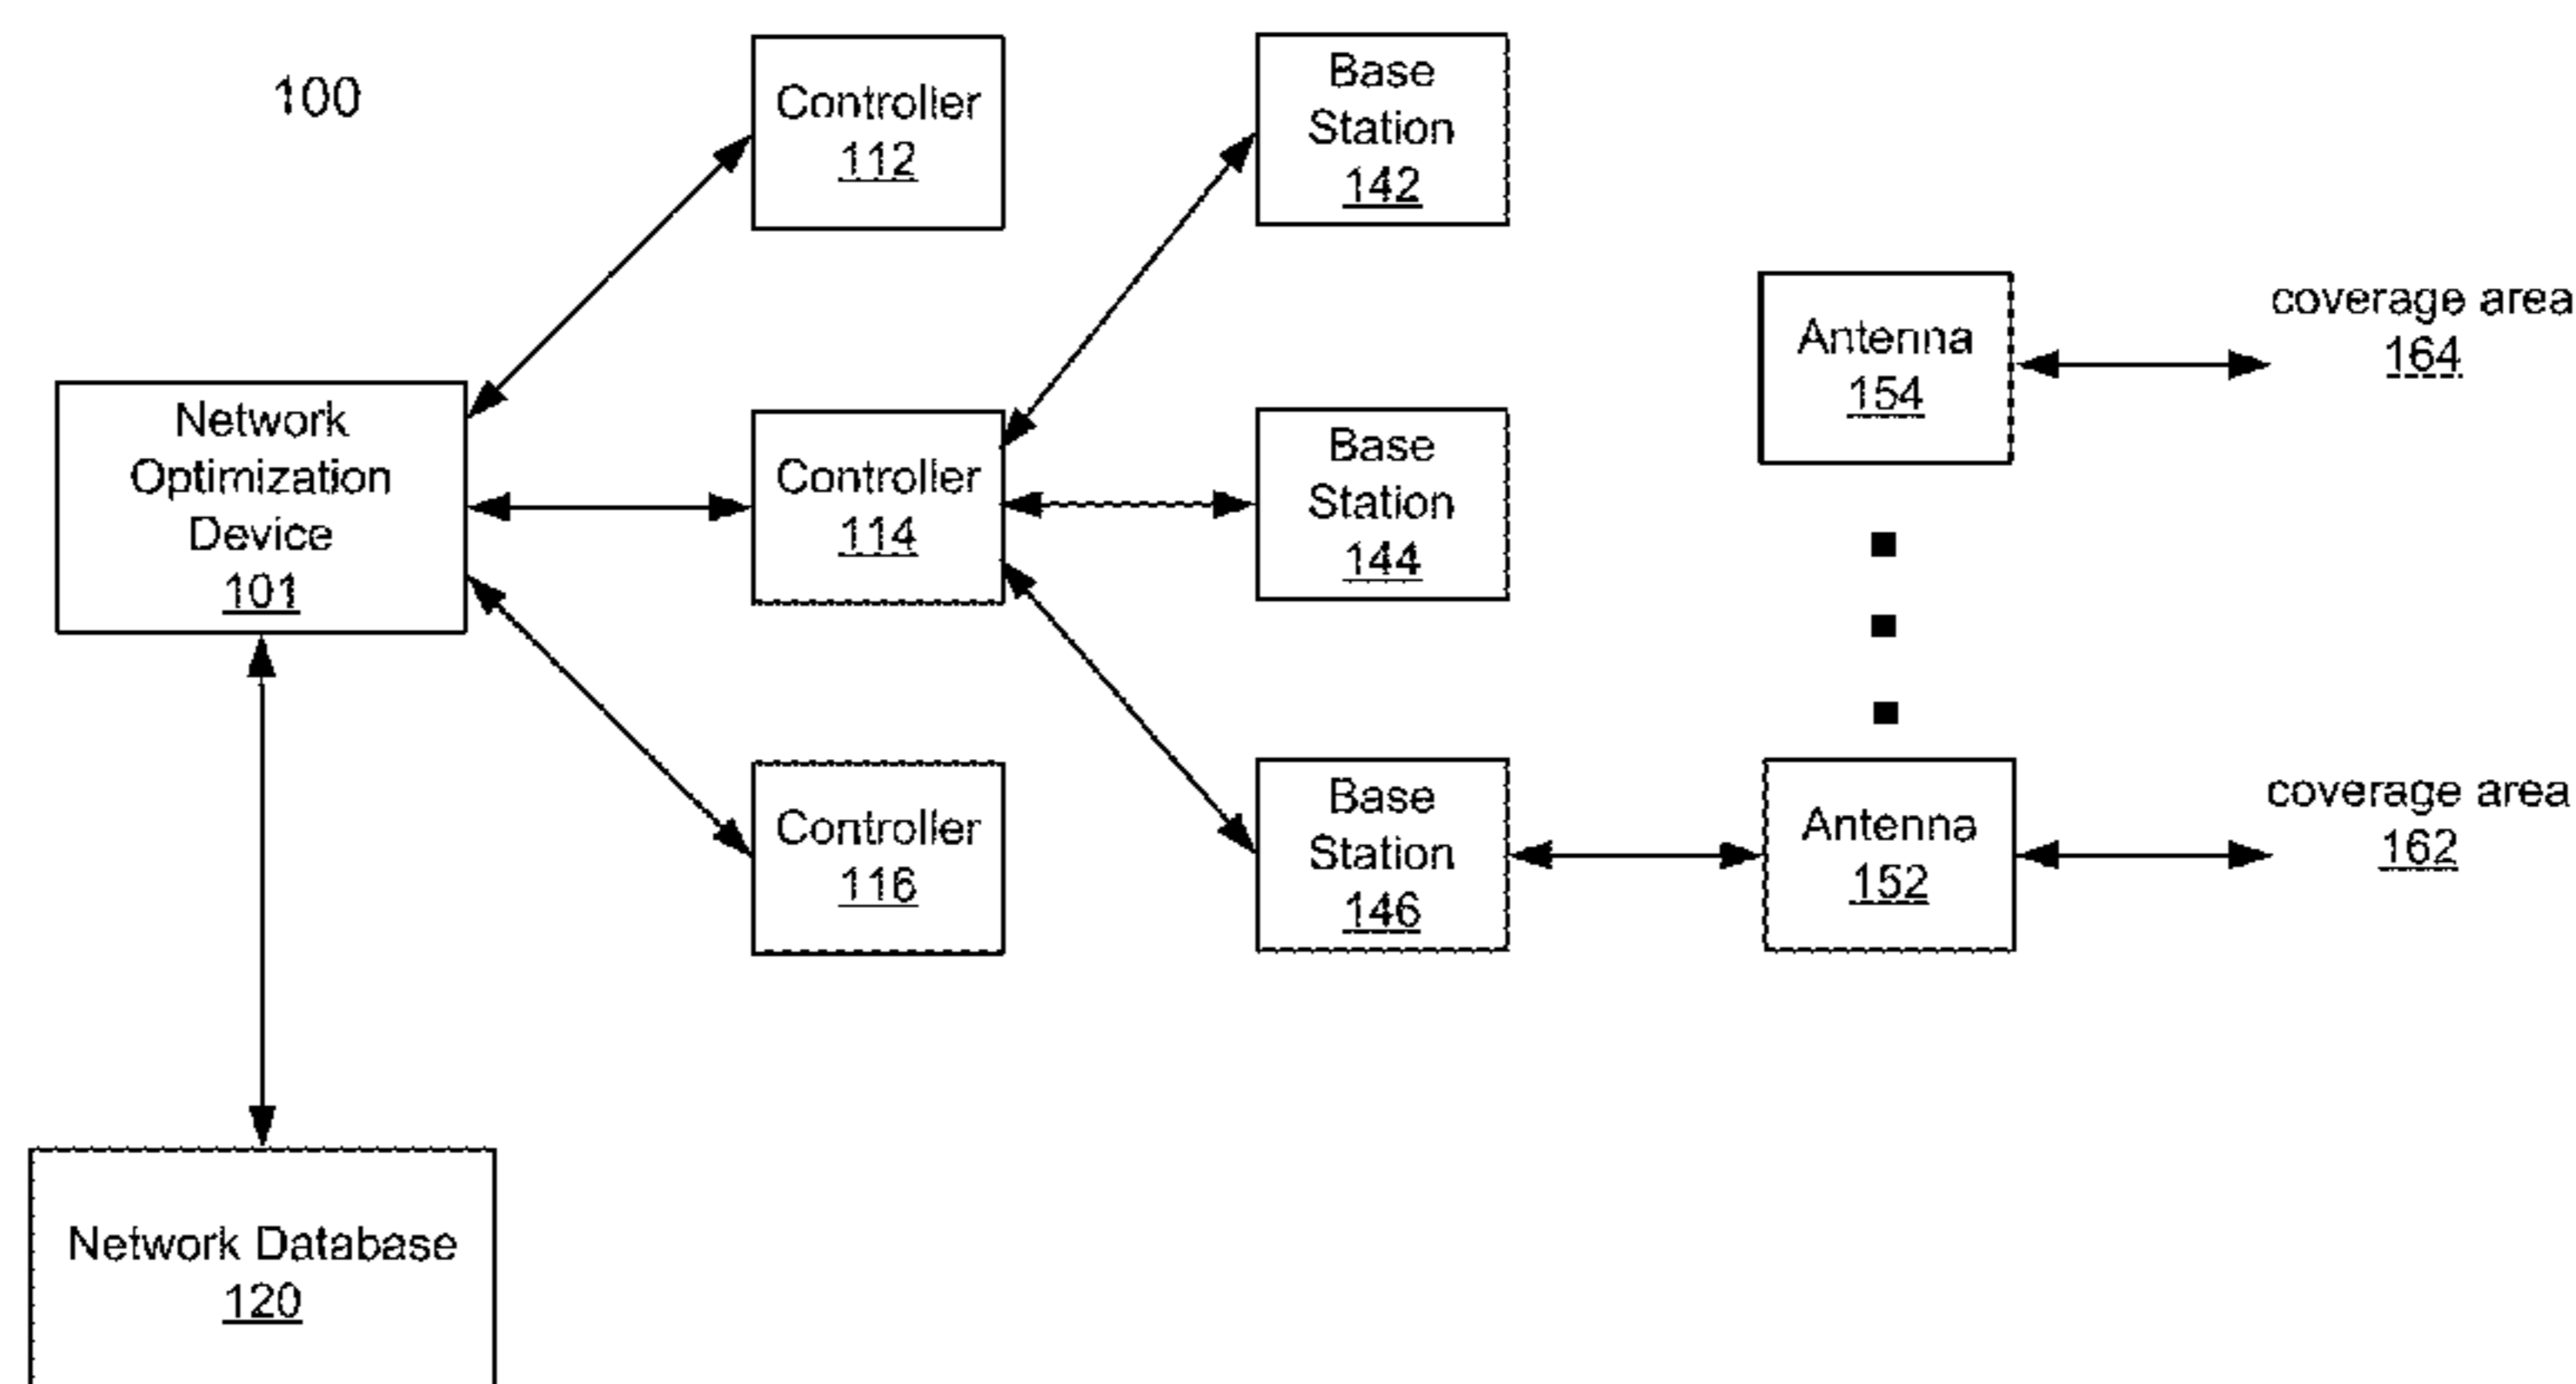 100
Controller
112
Base
Station
142
Network
Optimization
Device
101
Controller
114
Base
Station
144
Antenna
154
coverage area
164
Controller
116
Base
Station
146
Antenna
152
coverage area
162
Network Database
120